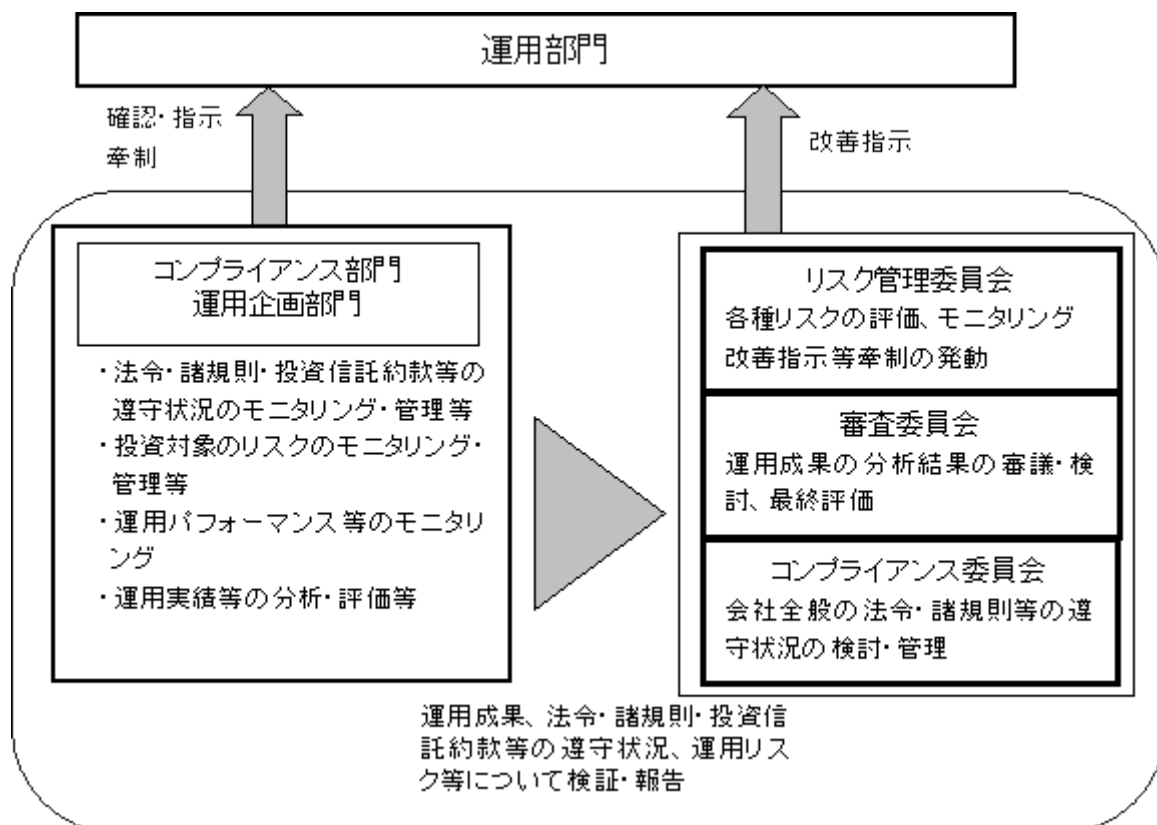 運用部門
確認・指示
牽制
改善指示
コンプライアンス部門
運用企画部門
・法令・諸規則・投資信託約款等の
遵守状況のモニタリング・管理等
・投資対象のリスクのモニタリング・
管理等
・運用パフォーマンス等のモニタリ
ング
・運用実績等の分析・評価等
リスク管理委員会
各種リスクの評価、モニタリング
改善指示等牽制の発動
審査委員会
運用成果の分析結果の審議・検
討、最終評価
コンプライアンス委員会
会社全般の法令・諸規則等の遵
守状況の検討・管理
運用成果、法令・諸規則・投資信
託約款等の遵守状況、運用リス
ク等について検証・報告